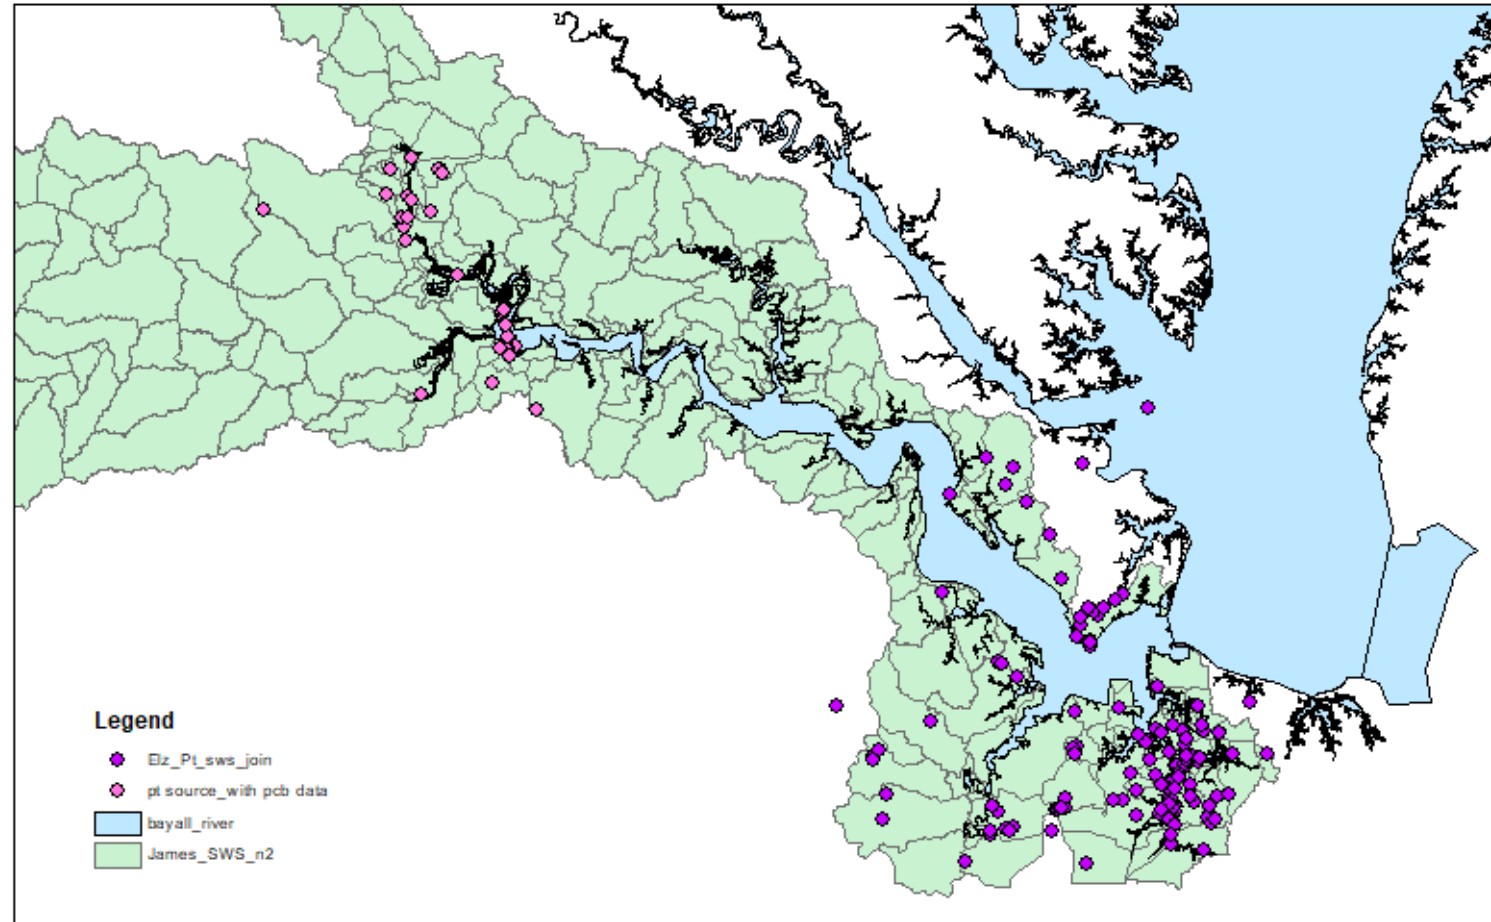 Legend
Elz_Pt_sws_join
pt source_with pcb data
bayall_river
James_SWS_n2